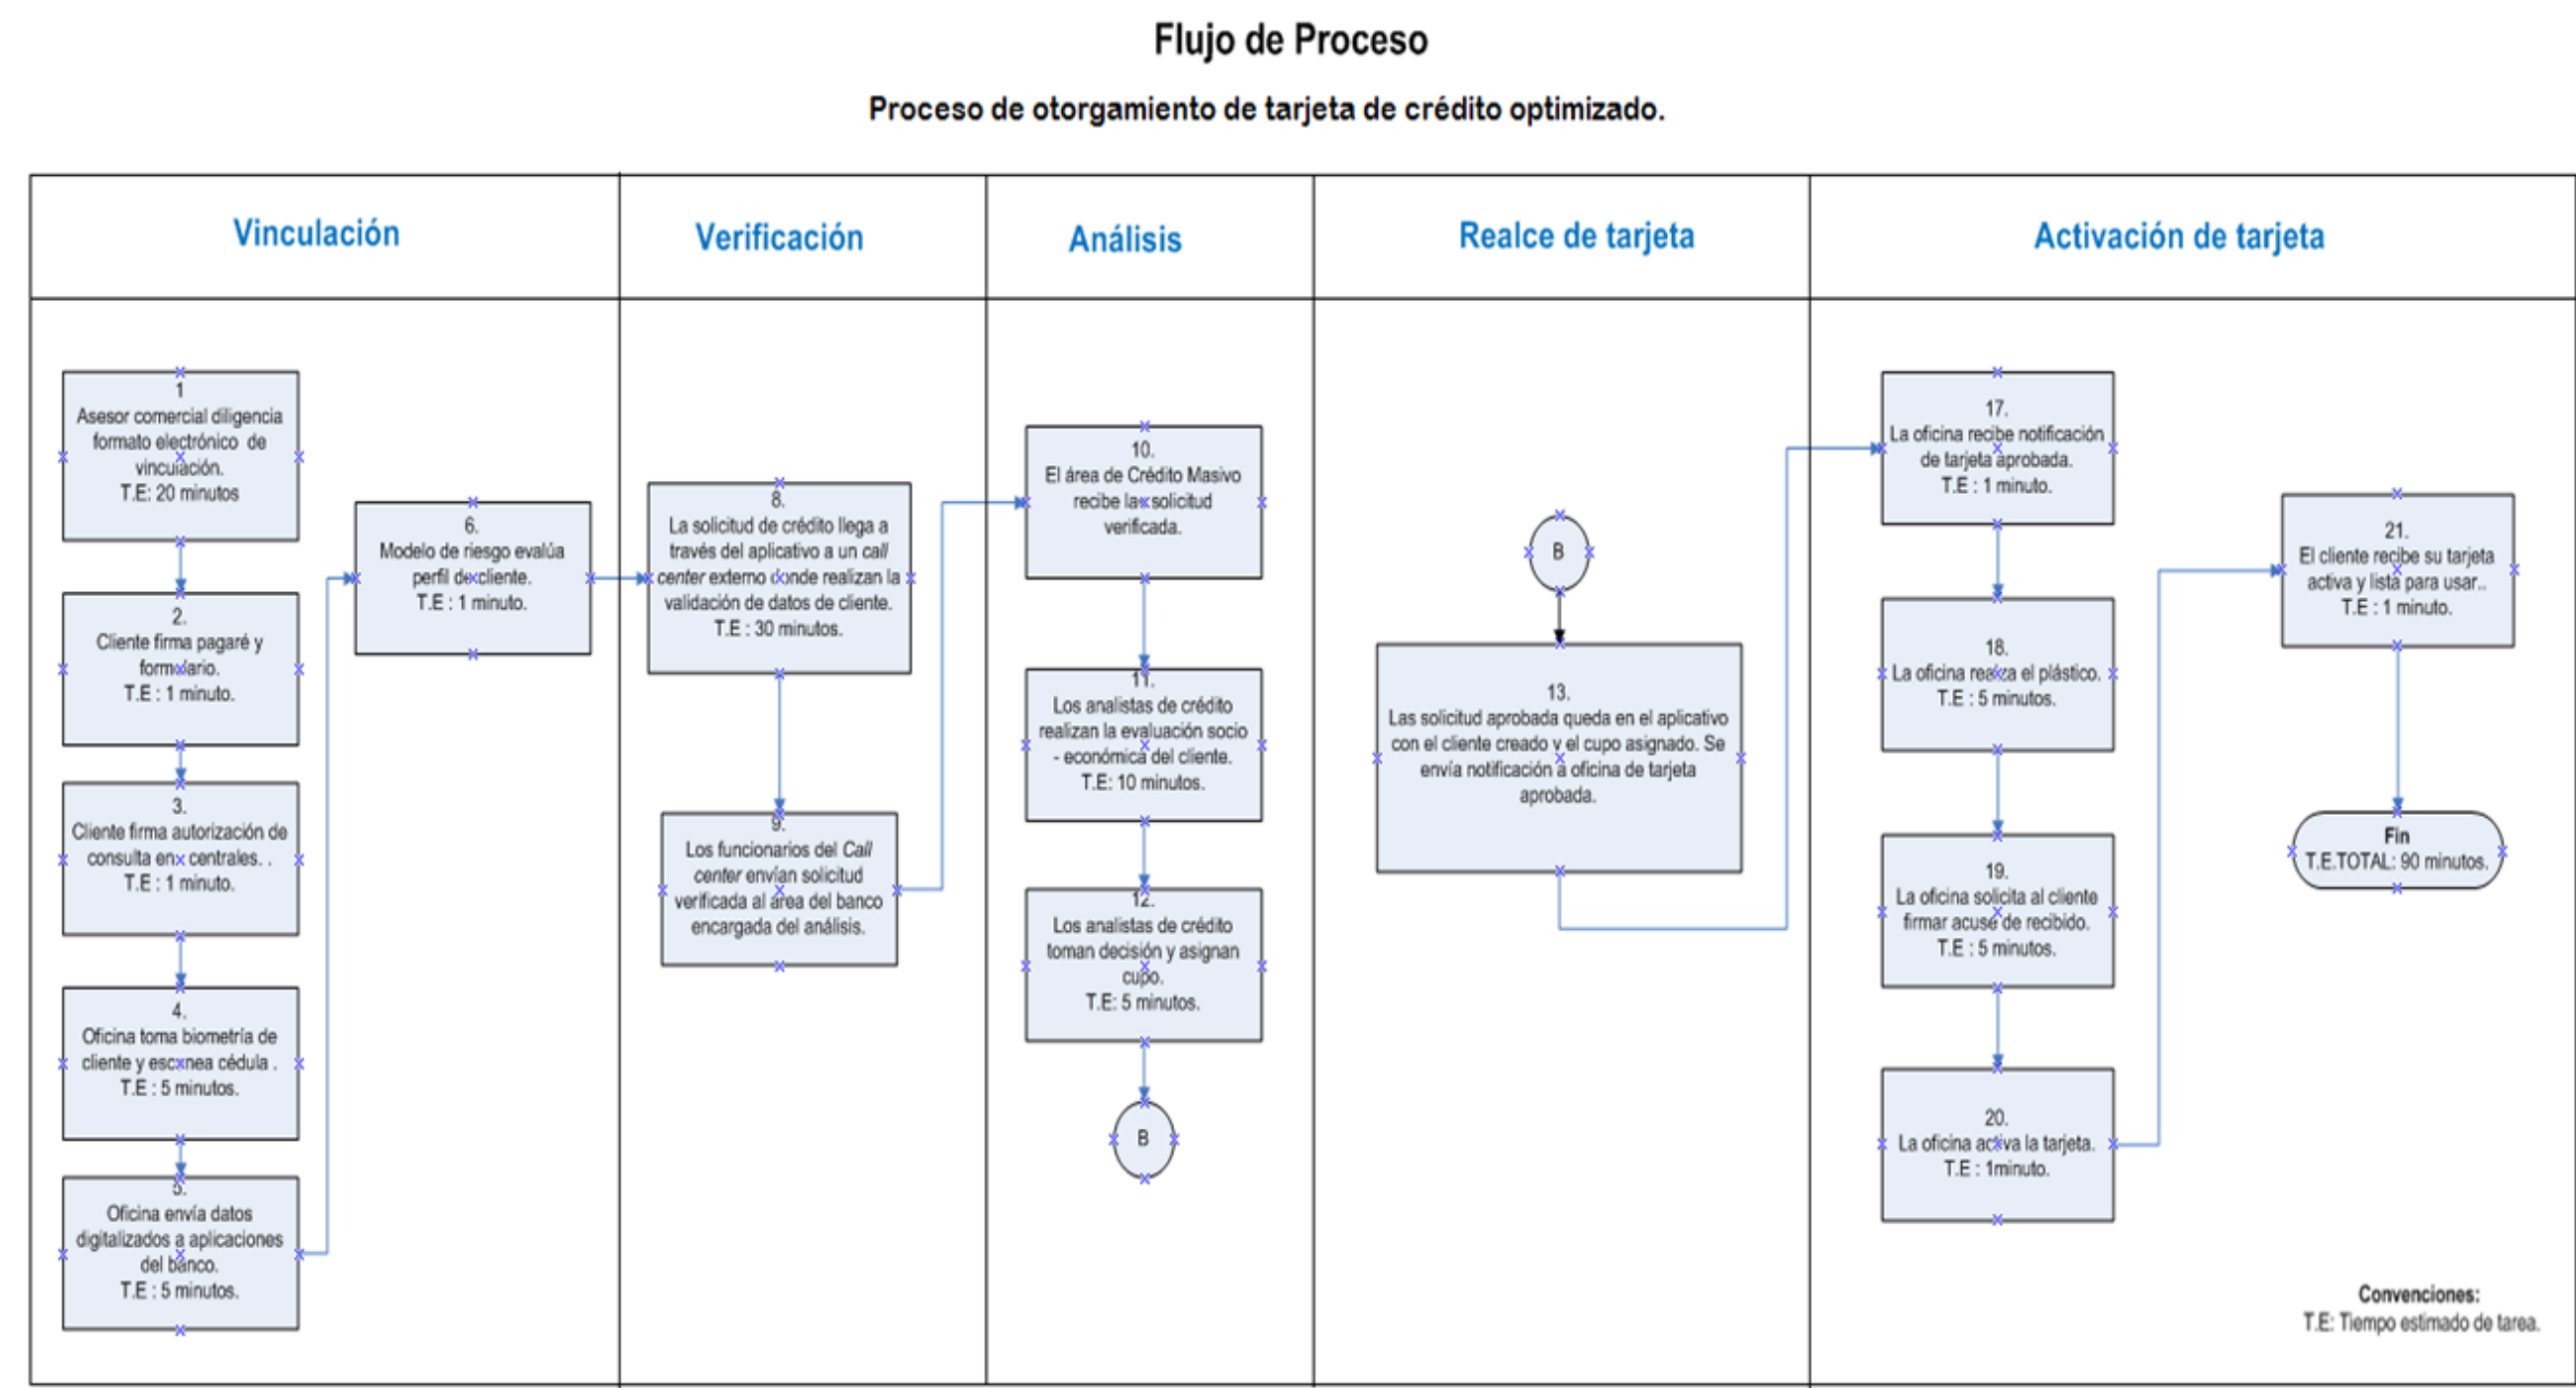 Flujo de Proceso
Proceso de otorgamiento de tarjeta de crédito optimizado.
Vinculación
Verificación
Análisis
Realce de tarjeta
Activación de tarjeta
1
Asesor comercial diligencia
formato electrónico de
vinculación.
T.E: 20 minutos
2.
Cliente firma pagaré y
formulario.
T.E : 1 minuto.
3.
Cliente firma autorización de
consulta en centrales. .
T.E : 1 minuto.
4.
Oficina toma biometría de
cliente y escanea cédula .
T.E : 5 minutos.
5.
Oficina envía datos
digitalizados a aplicaciones
del banco.
T.E : 5 minutos.
6.
Modelo de riesgo evalúa
perfil de cliente.
T.E : 1 minuto.
8.
La solicitud de crédito llega a
través del aplicativo a un call
center externo donde realizan la
validación de datos de cliente.
T.E : 30 minutos.
9.
Los funcionarios del Call
center envían solicitud
verificada al área del banco
encargada del análisis.
10.
El área de Crédito Masivo
recibe las solicitud
verificada.
11.
Los analistas de crédito
realizan la evaluación socio
- económica del cliente.
T.E: 10 minutos.
12.
Los analistas de crédito
toman decisión y asignan
cupo.
T.E: 5 minutos.
B
B
13.
Las solicitud aprobada queda en el aplicativo
con el cliente creado y el cupo asignado. Se
envía notificación a oficina de tarjeta
aprobada.
17.
La oficina recibe notificación
de tarjeta aprobada.
T.E : 1 minuto.
18.
La oficina realza el plástico.
T.E : 5 minutos.
19.
La oficina solicita al cliente
firmar acuse de recibido.
T.E : 5 minutos.
20.
La oficina activa la tarjeta.
T.E : 1minuto.
21.
El cliente recibe su tarjeta
activa y lista para usar..
T.E : 1 minuto.
Fin
T.E.TOTAL: 90 minutos.
Convenciones:
T.E: Tiempo estimado de tarea.